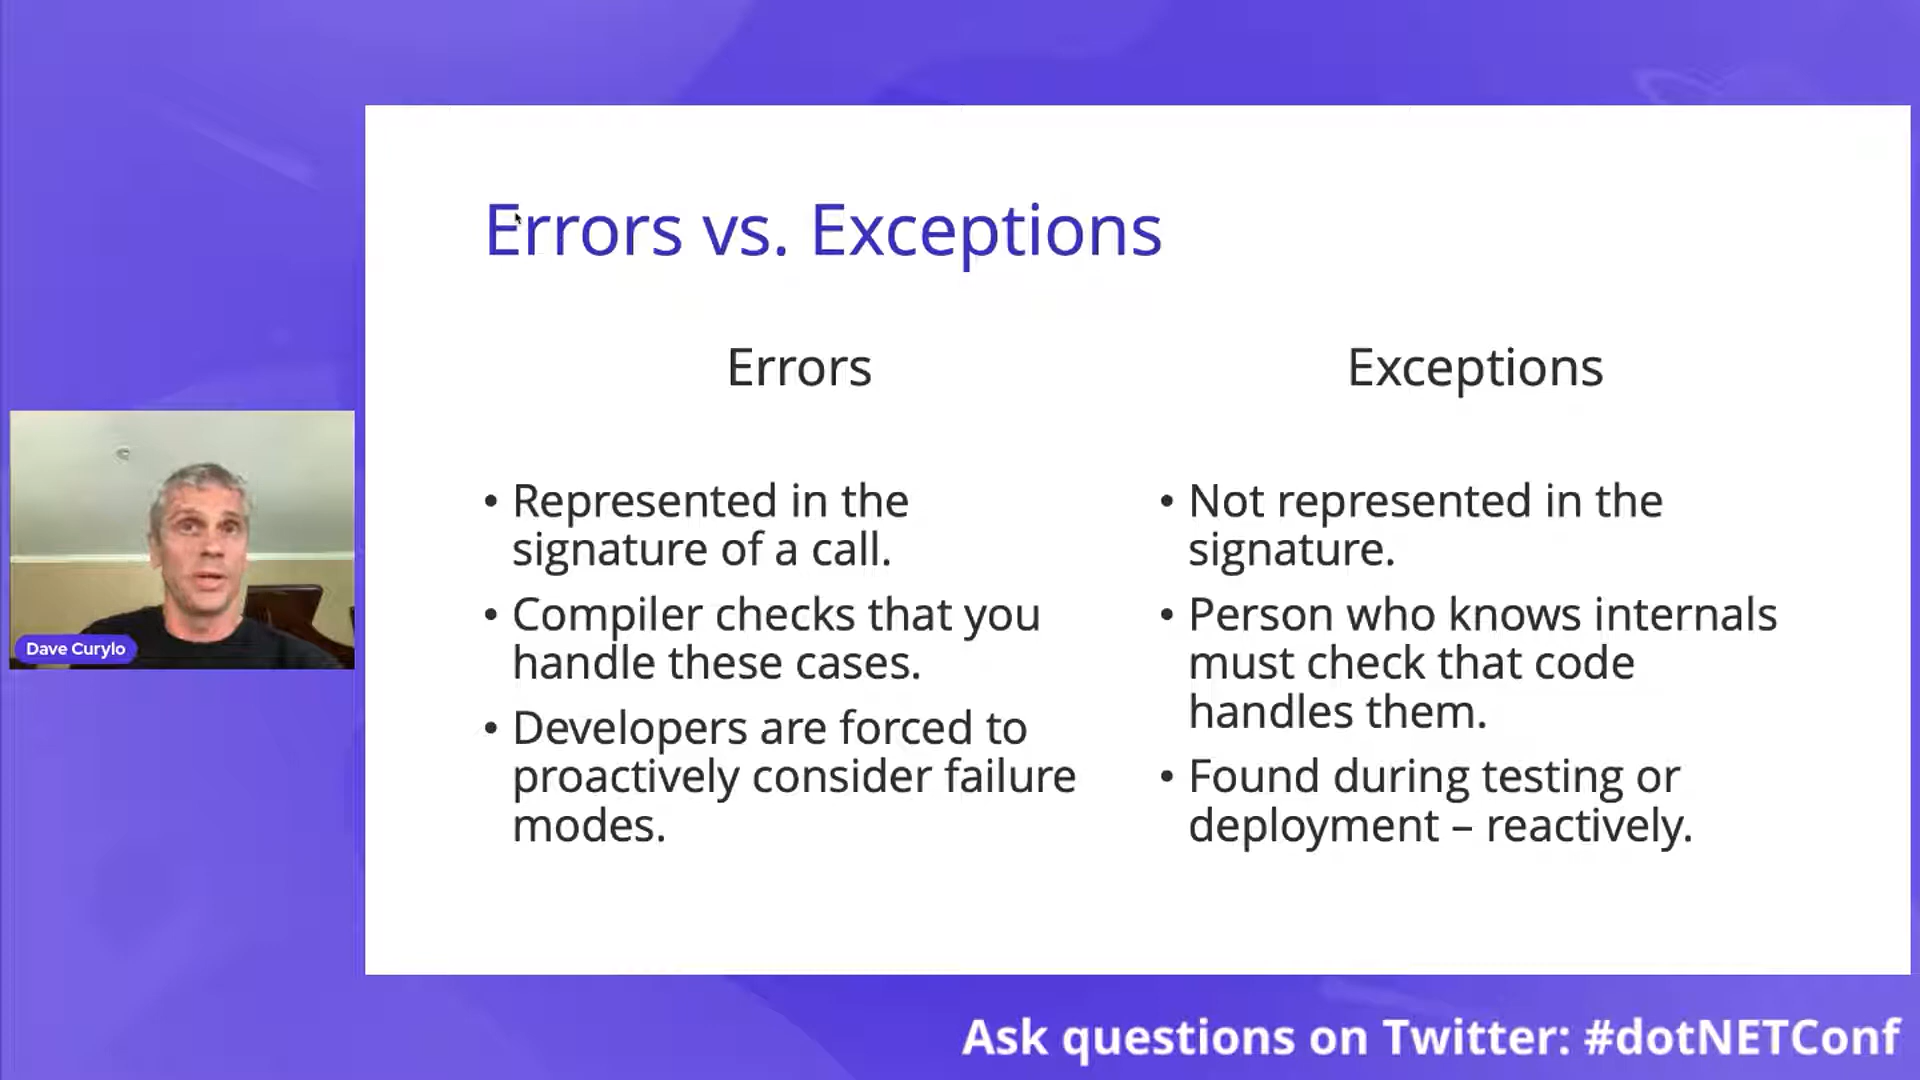 Errors vs. Exceptions
Errors
• Represented in the
signature of a call.
• Compiler checks that you
handle these cases.
• Developers are forced to
proactively consider failure
modes.
Exceptions
• Not represented in the
signature.
• Person who knows internals
must check that code
handles them.
• Found during testing or
deployment – reactively.
Dave Curylo
Ask questions on Twitter: #dotNETConf